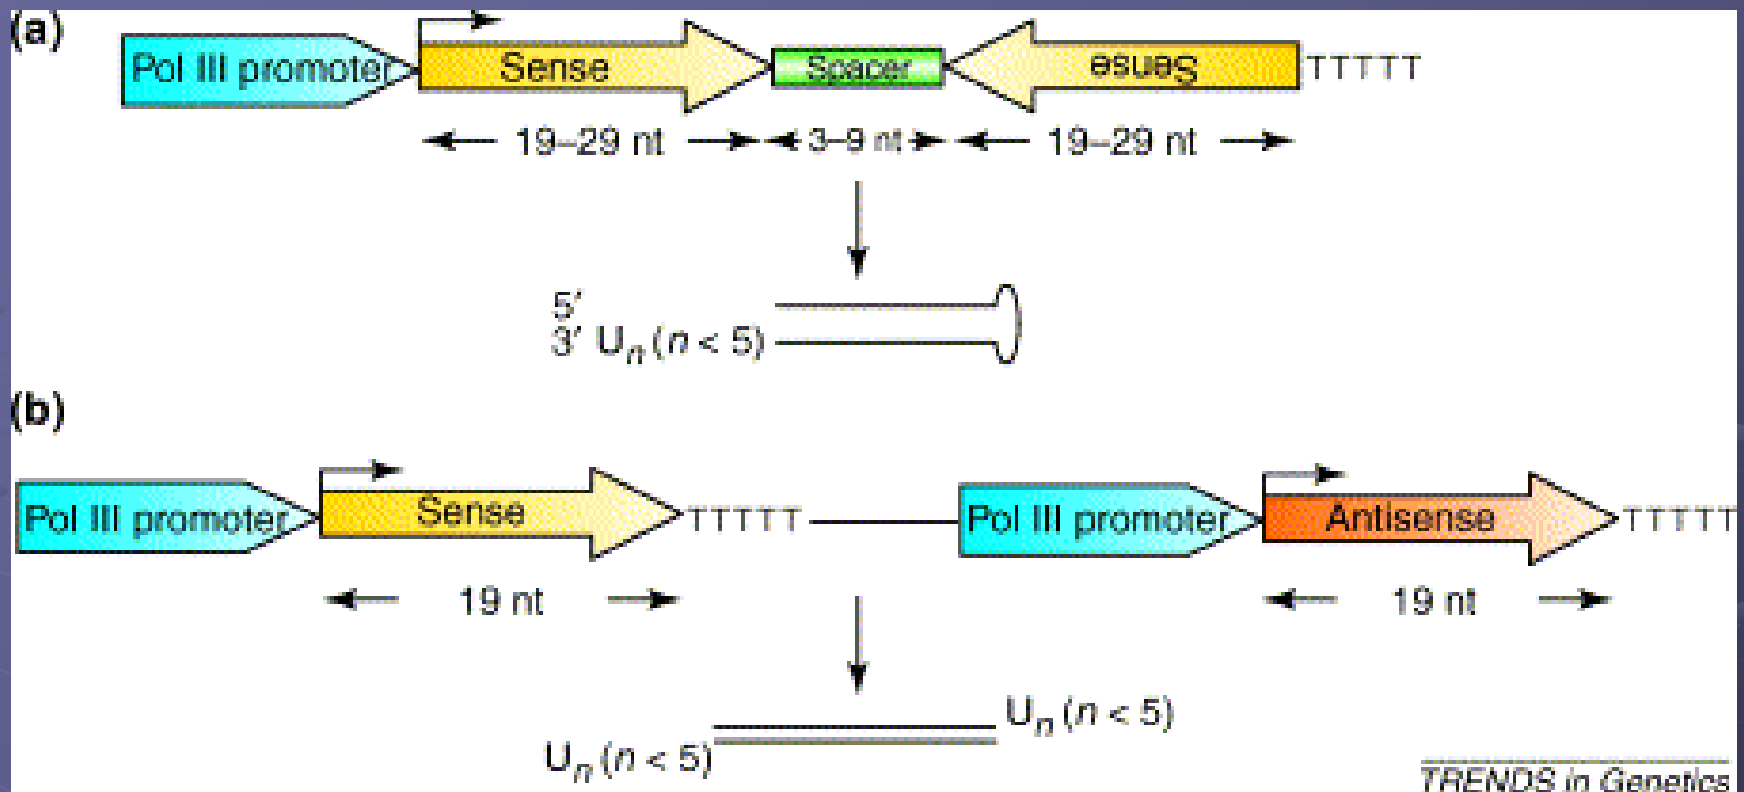 (a)
Pol III promoter Sense Spacer Sense TTTTT
19–29 nt 3–9 nt 19–29 nt
5′
3′ Un (n < 5)
(b)
Pol III promoter Sense TTTTT Pol III promoter Antisense TTTTT
19 nt 19 nt
Un (n < 5)
Un (n < 5)
TRENDS in Genetics